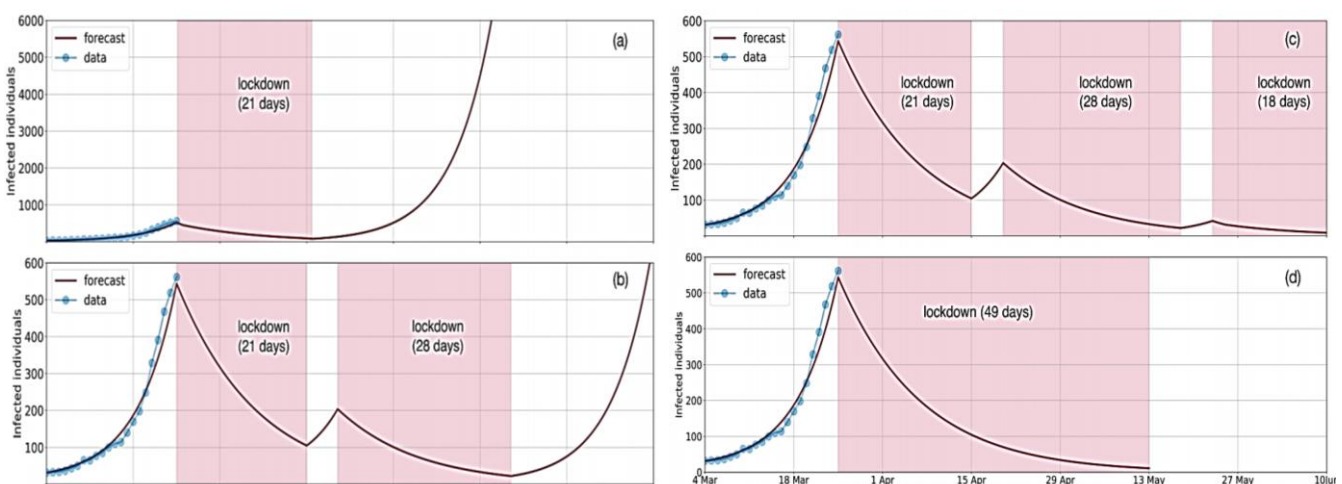 6000
5000
4000
3000
2000
1000
Infected individuals
forecast
data
lockdown
(21 days)
(a)
600
500
400
300
200
100
Infected individuals
forecast
data
lockdown
(21 days)
lockdown
(28 days)
(b)
600
500
400
300
200
100
Infected individuals
forecast
data
lockdown
(21 days)
lockdown
(28 days)
lockdown
(18 days)
(c)
600
500
400
300
200
100
0
Infected individuals
forecast
data
lockdown (49 days)
(d)
4 Mar 18 Mar 1 Apr 15 Apr 29 Apr 13 May 27 May 10Jun